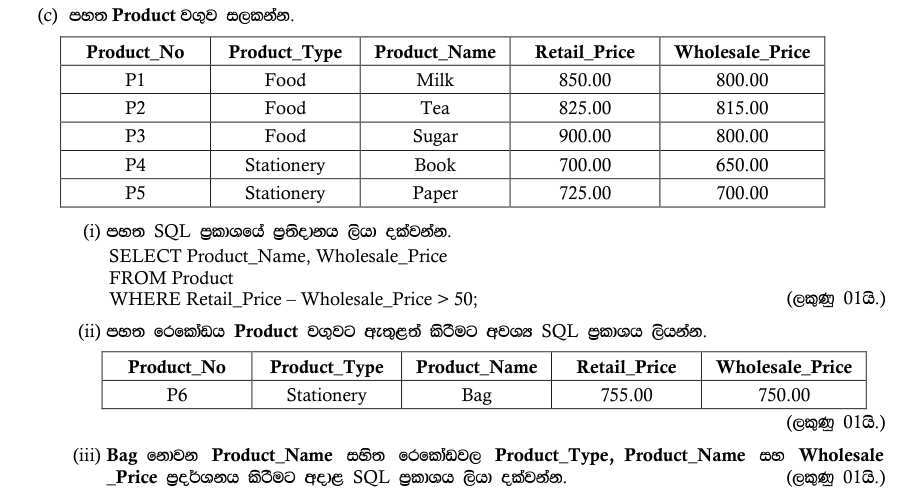 (c) පහත Product වගුව සලකන්න.
Product_No Product_Type Product_Name Retail_Price Wholesale_Price
P1 Food Milk 850.00 800.00
P2 Food Tea 825.00 815.00
P3 Food Sugar 900.00 800.00
P4 Stationery Book 700.00 650.00
P5 Stationery Paper 725.00 700.00
(i) පහත SQL ප්‍රකාශයේ ප්‍රතිදානය ලියා දක්වන්න.
SELECT Product_Name, Wholesale_Price
FROM Product
WHERE Retail_Price – Wholesale_Price > 50; (ලකුණු 01යි.)
(ii) පහත රෙකෝඩය Product වගුවට ඇතුළත් කිරීමට අවශ්‍ය SQL ප්‍රකාශය ලියන්න.
Product_No Product_Type Product_Name Retail_Price Wholesale_Price
P6 Stationery Bag 755.00 750.00
(ලකුණු 01යි.)
(iii) Bag නොවන Product_Name සහිත රෙකෝඩවල Product_Type, Product_Name සහ Wholesale
_Price ප්‍රදර්ශනය කිරීමට අදාළ SQL ප්‍රකාශය ලියා දක්වන්න. (ලකුණු 01යි.)